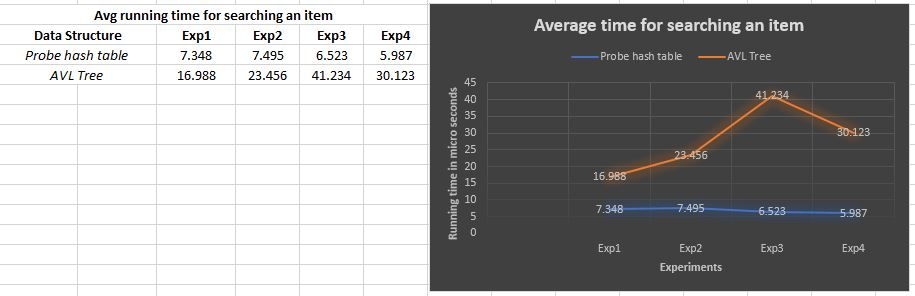 Avg running time for searching an item
Data Structure Exp1 Exp2 Exp3 Exp4
Probe hash table 7.348 7.495 6.523 5.987
AVL Tree 16.988 23.456 41.234 30.123
Average time for searching an item
Probe hash table AVL Tree
Running time in micro seconds
45
40
35
30
25
20
15
10
5
0
41.234
30.123
23.456
16.988
7.348 7.495 6.523 5.987
Exp1 Exp2 Exp3 Exp4
Experiments